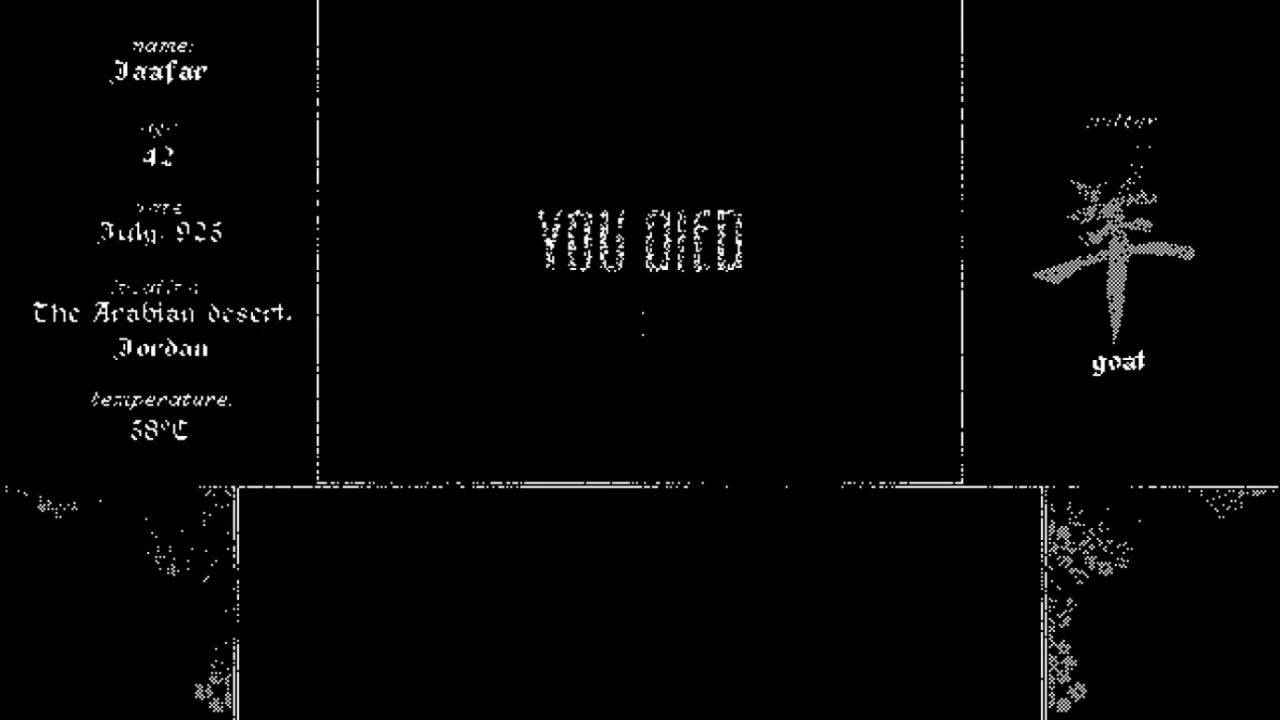 name:
Jaafar
42
July, 925
The Arabian desert,
Jordan
temperature:
58°C
YOU DIED
羊
goat